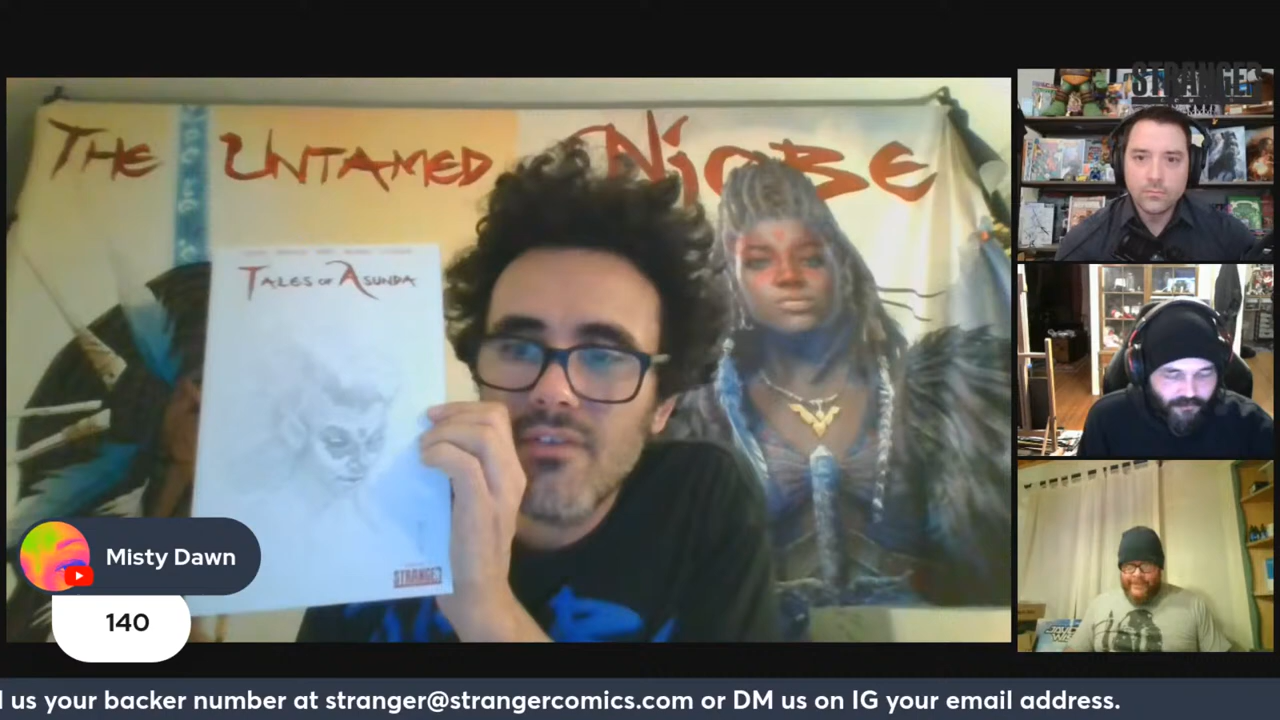 STRANGER
THE UNTAMED NIOBE
TALES OF ASUNDA
STRANGER
Misty Dawn
140
l us your backer number at stranger@strangercomics.com or DM us on IG your email address.